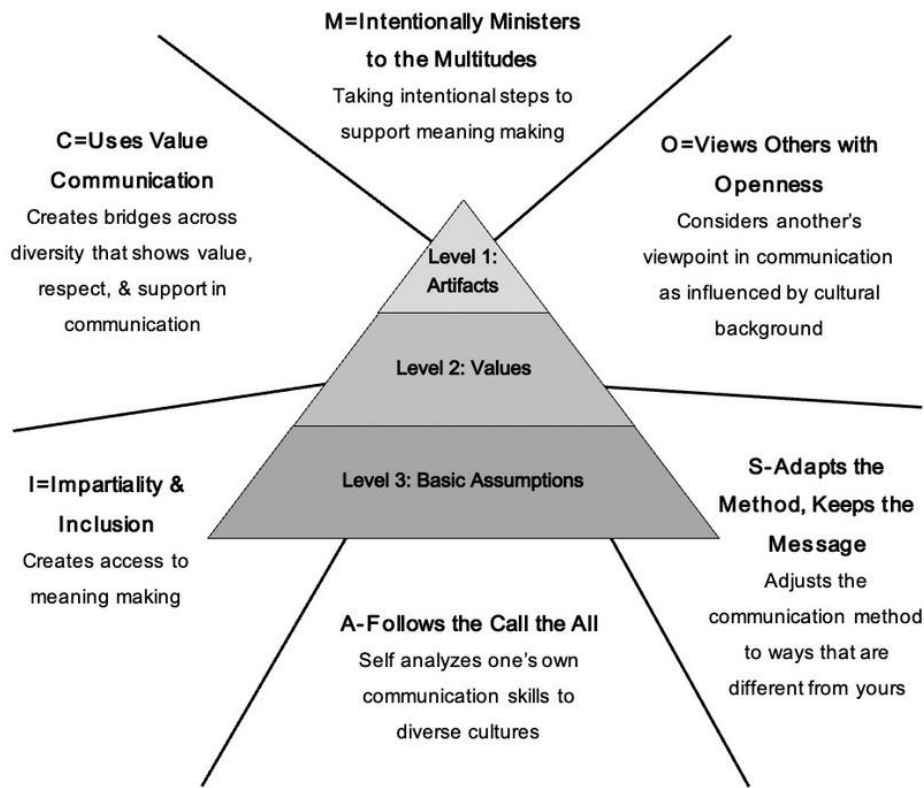 M=Intentionally Ministers
to the Multitudes
Taking intentional steps to
support meaning making
C=Uses Value
Communication
Creates bridges across
diversity that shows value,
respect, & support in
communication
O=Views Others with
Openness
Considers another's
viewpoint in communication
as influenced by cultural
background
Level 1:
Artifacts
Level 2: Values
Level 3: Basic Assumptions
I=Impartiality &
Inclusion
Creates access to
meaning making
S-Adapts the
Method, Keeps the
Message
Adjusts the
communication method
to ways that are
different from yours
A-Follows the Call the All
Self analyzes one's own
communication skills to
diverse cultures